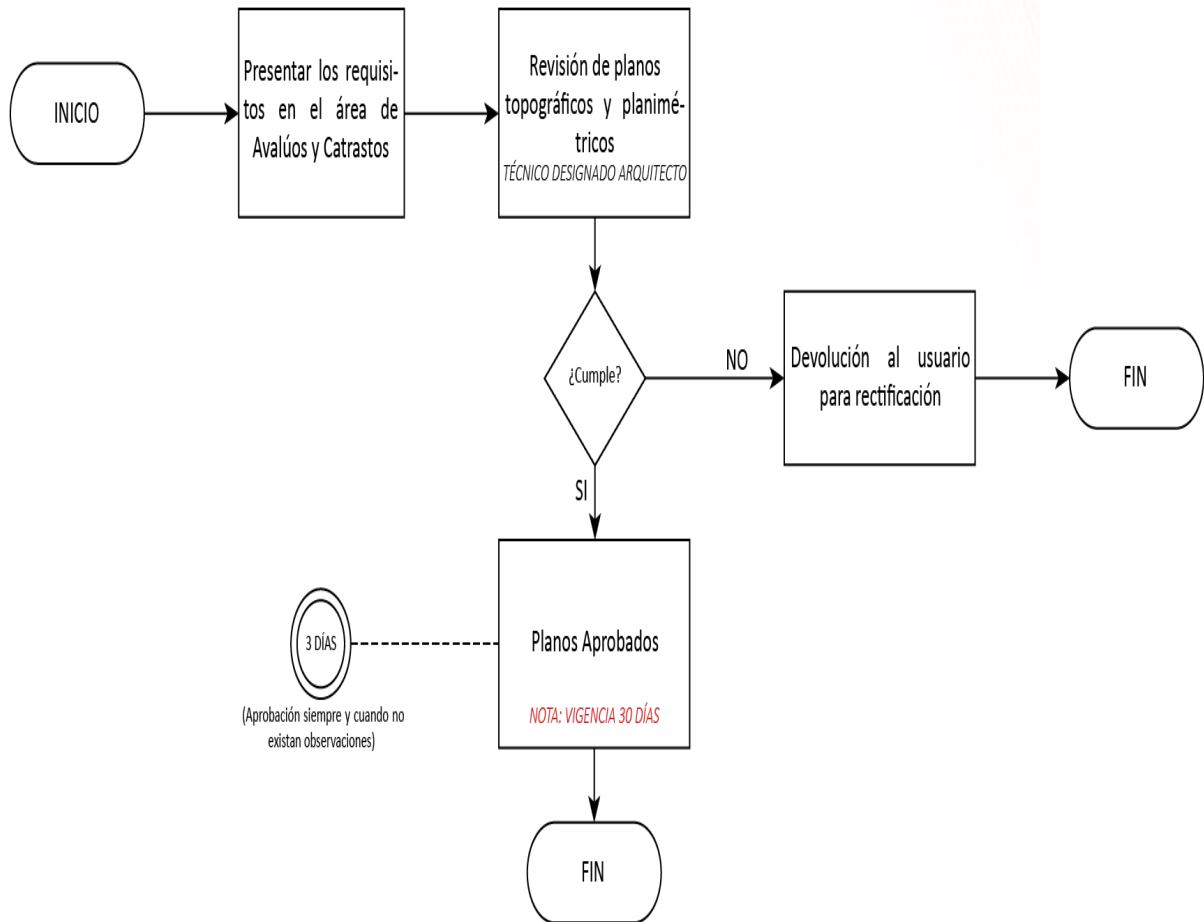 INICIO
Presentar los requisi-
tos en el área de
Avalúos y Catrastos
Revisión de planos
topográficos y planimé-
tricos
TÉCNICO DESIGNADO ARQUITECTO
¿Cumple?
NO
Devolución al usuario
para rectificación
FIN
SI
3 DÍAS
(Aprobación siempre y cuando no
existan observaciones)
Planos Aprobados
NOTA: VIGENCIA 30 DÍAS
FIN